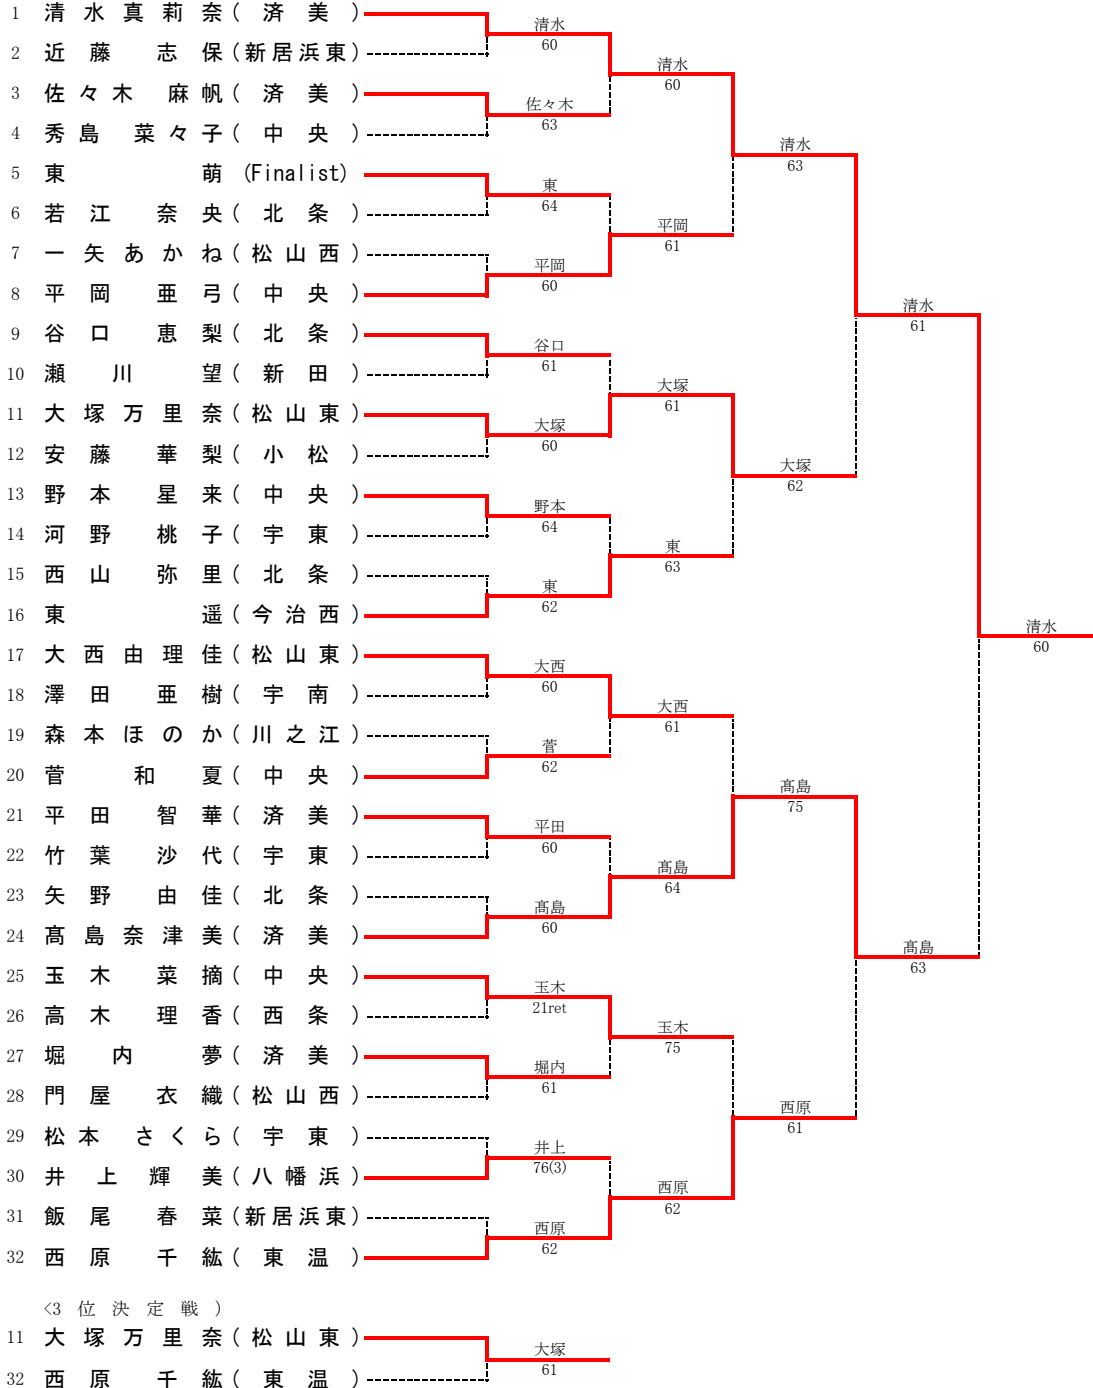 1 清水真莉奈(済美)
清水
60
2 近藤志保(新居浜東)
清水
60
3 佐々木麻帆(済美)
佐々木
63
4 秀島菜々子(中央)
清水
63
5 東萌(Finalist)
東
64
6 若江奈央(北条)
平岡
61
7 一矢あかね(松山西)
平岡
60
8 平岡亜弓(中央)
清水
61
9 谷口恵梨(北条)
谷口
61
10 瀬川望(新田)
大塚
61
11 大塚万里奈(松山東)
大塚
60
12 安藤華梨(小松)
大塚
62
13 野本星来(中央)
野本
64
14 河野桃子(宇東)
東
63
15 西山弥里(北条)
東
62
16 東遥(今治西)
清水
60
17 大西由理佳(松山東)
大西
60
18 澤田亜樹(宇南)
大西
61
19 森本ほのか(川之江)
菅
62
20 菅和夏(中央)
髙島
75
21 平田智華(済美)
平田
60
22 竹葉沙代(宇東)
髙島
64
23 矢野由佳(北条)
髙島
60
24 髙島奈津美(済美)
髙島
63
25 玉木菜摘(中央)
玉木
21ret
26 高木理香(西条)
玉木
75
27 堀内夢(済美)
堀内
61
28 門屋衣織(松山西)
西原
61
29 松本さくら(宇東)
井上
76(3)
30 井上輝美(八幡浜)
西原
62
31 飯尾春菜(新居浜東)
西原
62
32 西原千紘(東温)
<3位決定戦)
11 大塚万里奈(松山東)
大塚
61
32 西原千紘(東温)